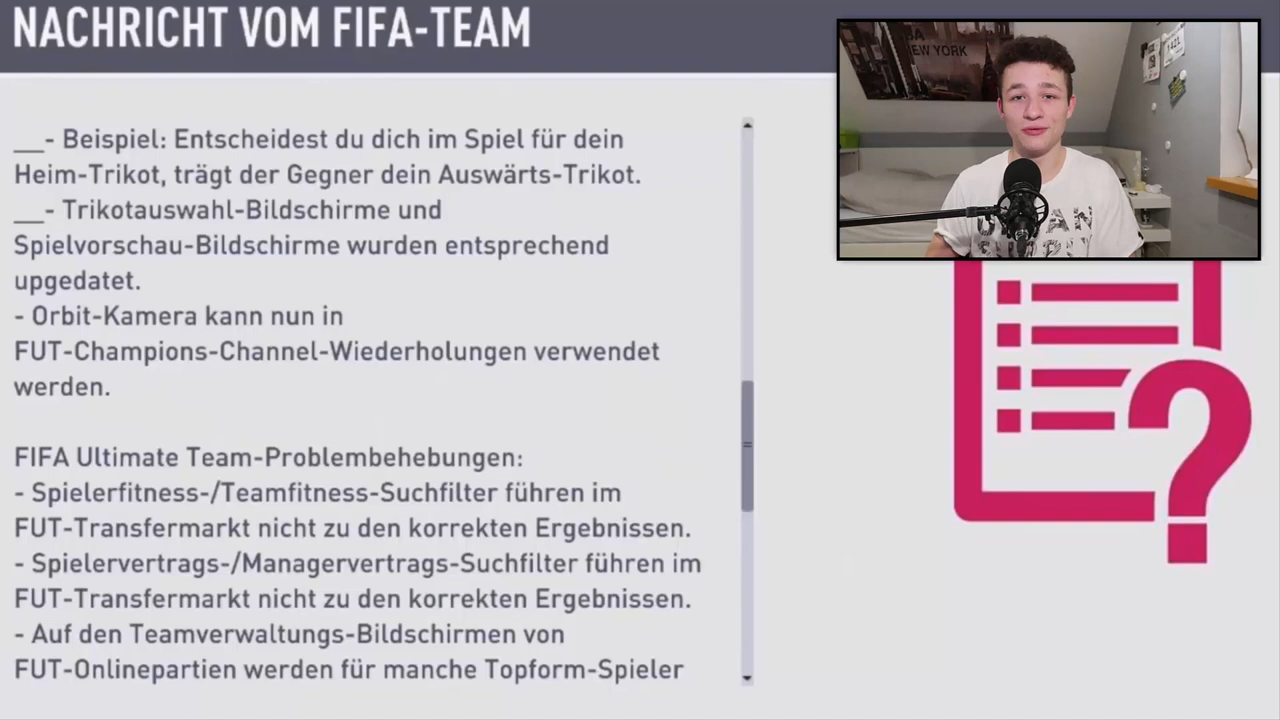 NACHRICHT VOM FIFA-TEAM
__- Beispiel: Entscheidest du dich im Spiel für dein
Heim-Trikot, trägt der Gegner dein Auswärts-Trikot.
__- Trikotauswahl-Bildschirme und
Spielvorschau-Bildschirme wurden entsprechend
upgedatet.
- Orbit-Kamera kann nun in
FUT-Champions-Channel-Wiederholungen verwendet
werden.
FIFA Ultimate Team-Problembehebungen:
- Spielerfitness-/Teamfitness-Suchfilter führen im
FUT-Transfermarkt nicht zu den korrekten Ergebnissen.
- Spielervertrags-/Managervertrags-Suchfilter führen im
FUT-Transfermarkt nicht zu den korrekten Ergebnissen.
- Auf den Teamverwaltungs-Bildschirmen von
FUT-Onlinepartien werden für manche Topform-Spieler
EW YORK
?